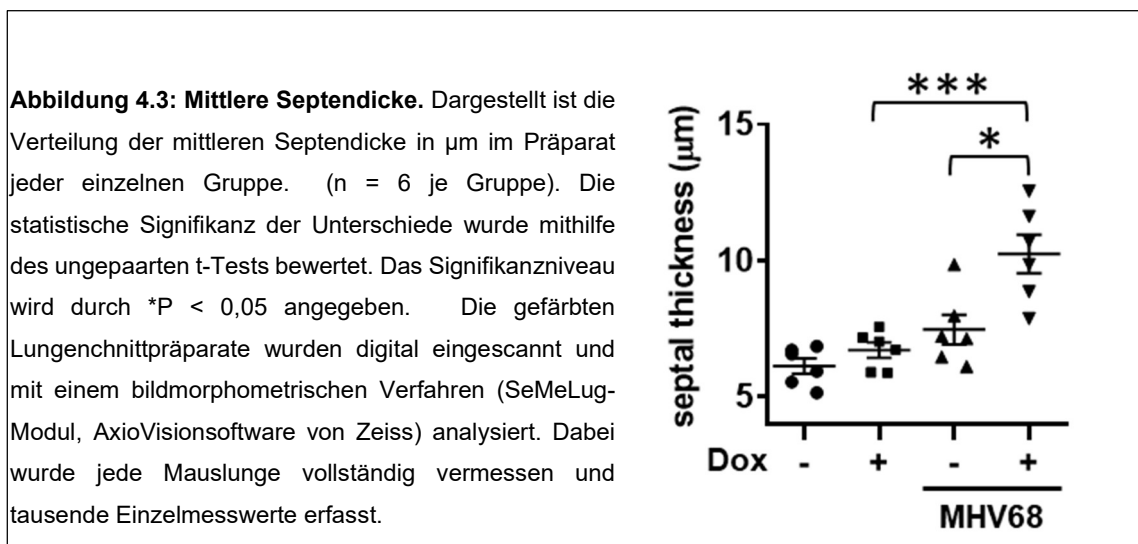 Abbildung 4.3: Mittlere Septendicke. Dargestellt ist die
Verteilung der mittleren Septendicke in µm im Präparat
jeder einzelnen Gruppe. (n = 6 je Gruppe). Die
statistische Signifikanz der Unterschiede wurde mithilfe
des ungepaarten t-Tests bewertet. Das Signifikanzniveau
wird durch *P < 0,05 angegeben. Die gefärbten
Lungenchnittpräparate wurden digital eingescannt und
mit einem bildmorphometrischen Verfahren (SeMeLug-
Modul, AxioVisionsoftware von Zeiss) analysiert. Dabei
wurde jede Mauslunge vollständig vermessen und
tausende Einzelmesswerte erfasst.
septal thickness (µm)
15
10
5
***
*
Dox - + - +
MHV68